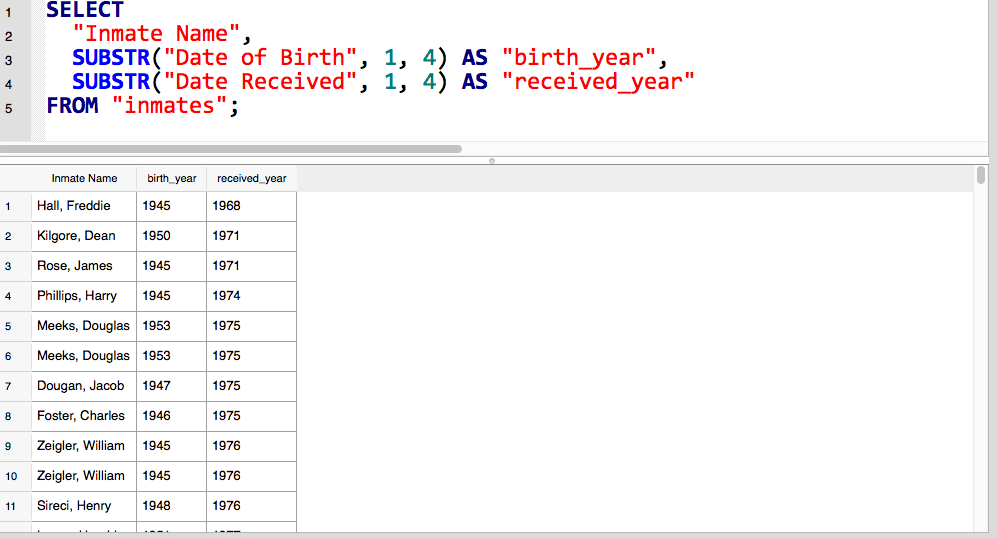 1 SELECT
2 "Inmate Name",
3 SUBSTR("Date of Birth", 1, 4) AS "birth_year",
4 SUBSTR("Date Received", 1, 4) AS "received_year"
5 FROM "inmates";
Inmate Name birth_year received_year
1 Hall, Freddie 1945 1968
2 Kilgore, Dean 1950 1971
3 Rose, James 1945 1971
4 Phillips, Harry 1945 1974
5 Meeks, Douglas 1953 1975
6 Meeks, Douglas 1953 1975
7 Dougan, Jacob 1947 1975
8 Foster, Charles 1946 1975
9 Zeigler, William 1945 1976
10 Zeigler, William 1945 1976
11 Sireci, Henry 1948 1976